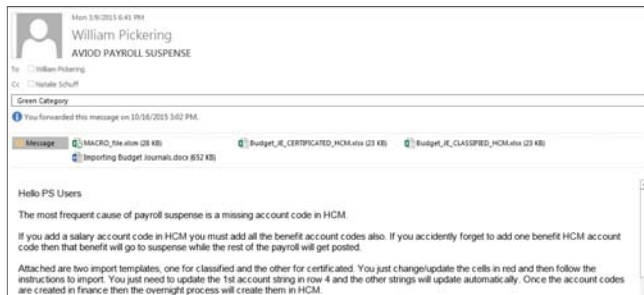 Mon 3/9/2015 6:41 PM
William Pickering
AVIOD PAYROLL SUSPENSE
To William Pickering
Cc Natalie Schuff
Green Category
You forwarded this message on 10/16/2015 3:02 PM.
Message MACRO_file.xlsm (28 KB) Budget_JE_CERTIFICATED_HCM.xlsx (23 KB) Budget_JE_CLASSIFIED_HCM.xlsx (23 KB)
Importing Budget Journals.docx (652 KB)
Hello PS Users
The most frequent cause of payroll suspense is a missing account code in HCM.
If you add a salary account code in HCM you must add all the benefit account codes also. If you accidently forget to add one benefit HCM account
code then that benefit will go to suspense while the rest of the payroll will get posted.
Attached are two import templates, one for classified and the other for certificated. You just change/update the cells in red and then follow the
instructions to import. You just need to update the 1st account string in row 4 and the other strings will update automatically. Once the account codes
are created in finance then the overnight process will create them in HCM.